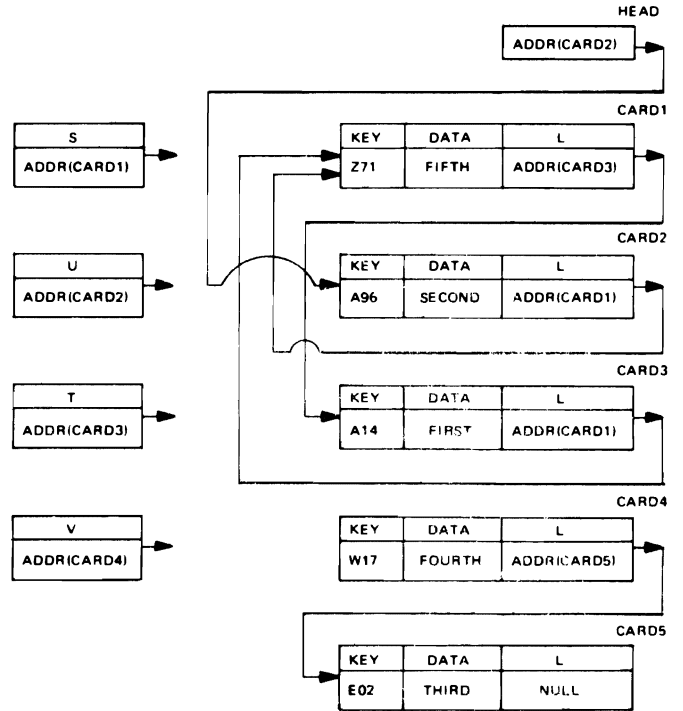 HEAD
ADDR(CARD2)
CARD1
S
ADDR(CARD1)
KEY DATA L
Z71 FIFTH ADDR(CARD3)
CARD2
U
ADDR(CARD2)
KEY DATA L
A96 SECOND ADDR(CARD1)
CARD3
T
ADDR(CARD3)
KEY DATA L
A14 FIRST ADDR(CARD1)
CARD4
V
ADDR(CARD4)
KEY DATA L
W17 FOURTH ADDR(CARD5)
CARD5
KEY DATA L
E02 THIRD NULL